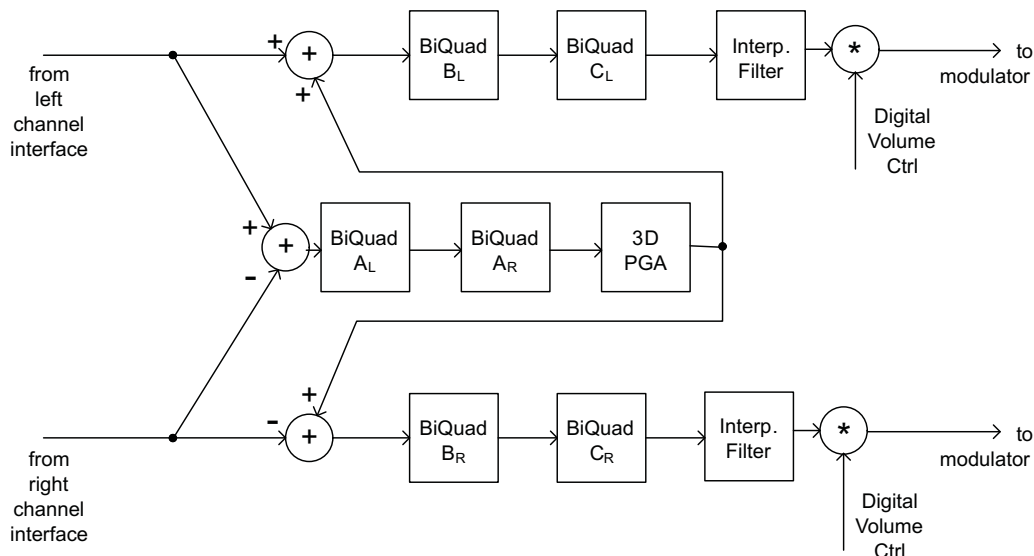 +
+
+
from
left
channel
interface
BiQuad
BL
BiQuad
CL
Interp.
Filter
*
to
modulator
Digital
Volume
Ctrl
+
+
-
BiQuad
AL
BiQuad
AR
3D
PGA
+
-
+
from
right
channel
interface
BiQuad
BR
BiQuad
CR
Interp.
Filter
*
to
modulator
Digital
Volume
Ctrl